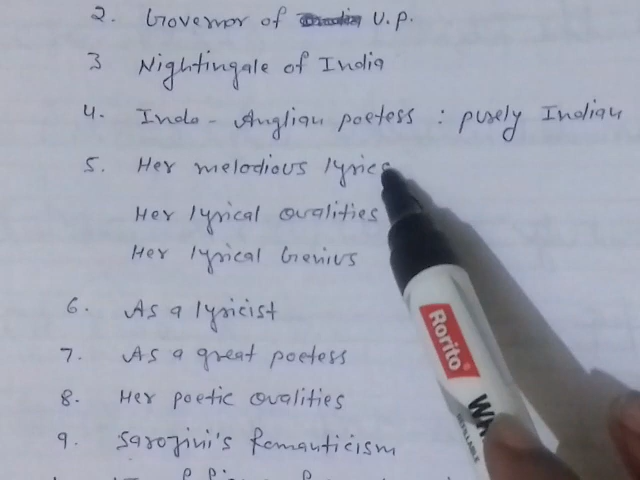 2. Governor of U.P.
3 Nightingale of India
4. Indo - Anglian poetess : purely Indian
5. Her melodious lyrics
Her lyrical Qualities
Her lyrical Genius
6. As a lyricist
7. As a great poetess
8. Her poetic Qualities
9. Sarojini's Romanticism
Rorito